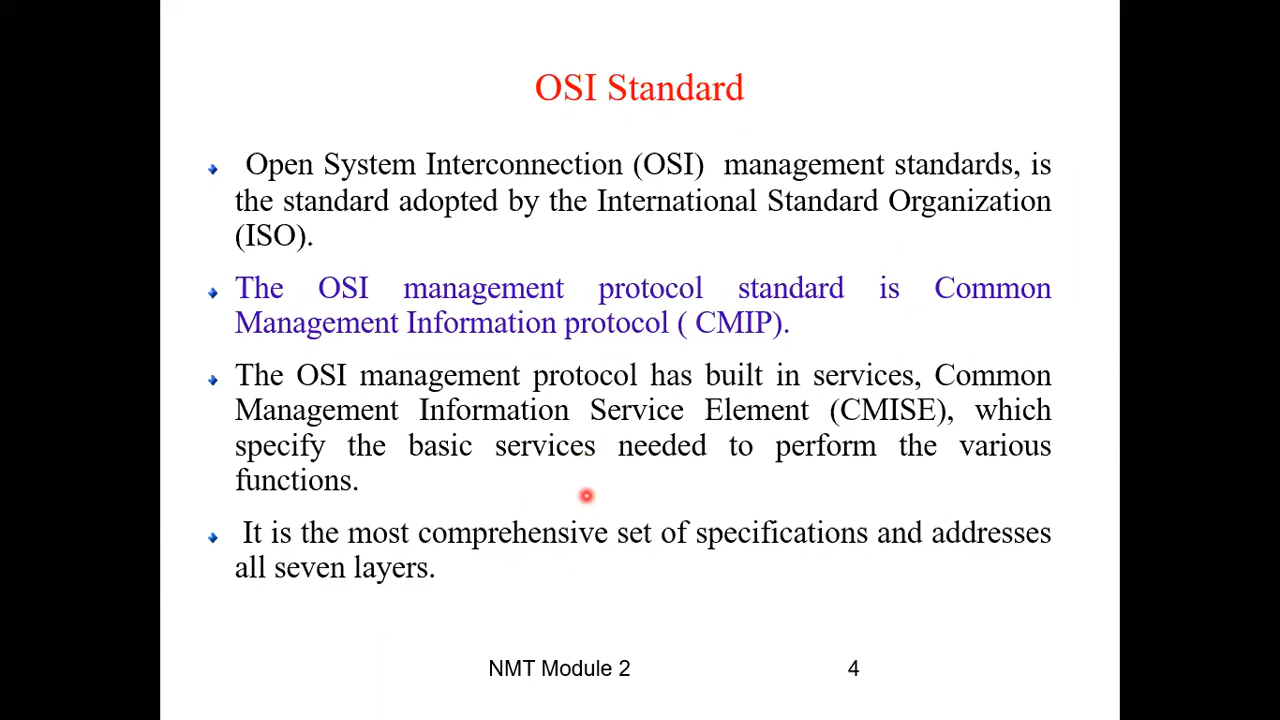 OSI Standard
Open System Interconnection (OSI) management standards, is
the standard adopted by the International Standard Organization
(ISO).
The OSI management protocol standard is Common
Management Information protocol ( CMIP).
The OSI management protocol has built in services, Common
Management Information Service Element (CMISE), which
specify the basic services needed to perform the various
functions.
It is the most comprehensive set of specifications and addresses
all seven layers.
NMT Module 2 4